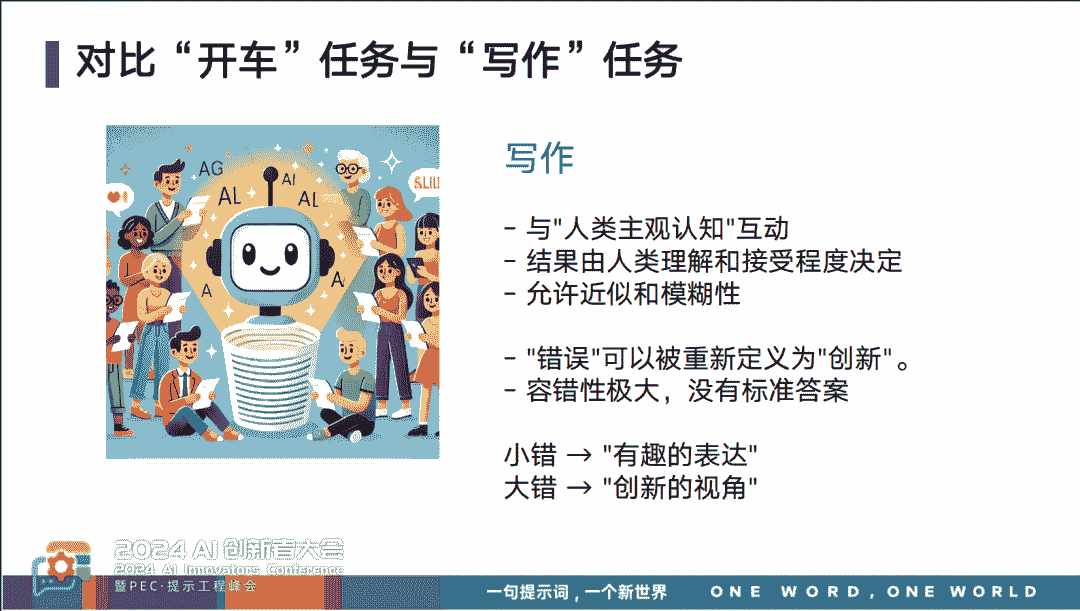 对比“开车”任务与“写作”任务
AG
AI
AL
AL
A
A
写作
- 与"人类主观认知"互动
- 结果由人类理解和接受程度决定
- 允许近似和模糊性
- "错误"可以被重新定义为"创新"。
- 容错性极大，没有标准答案
小错 → "有趣的表达"
大错 → "创新的视角"
2024 AI 创新者大会
2024 AI Innovators Conference
暨PEC·提示工程峰会
一句提示词，一个新世界
ONE WORD, ONE WORLD